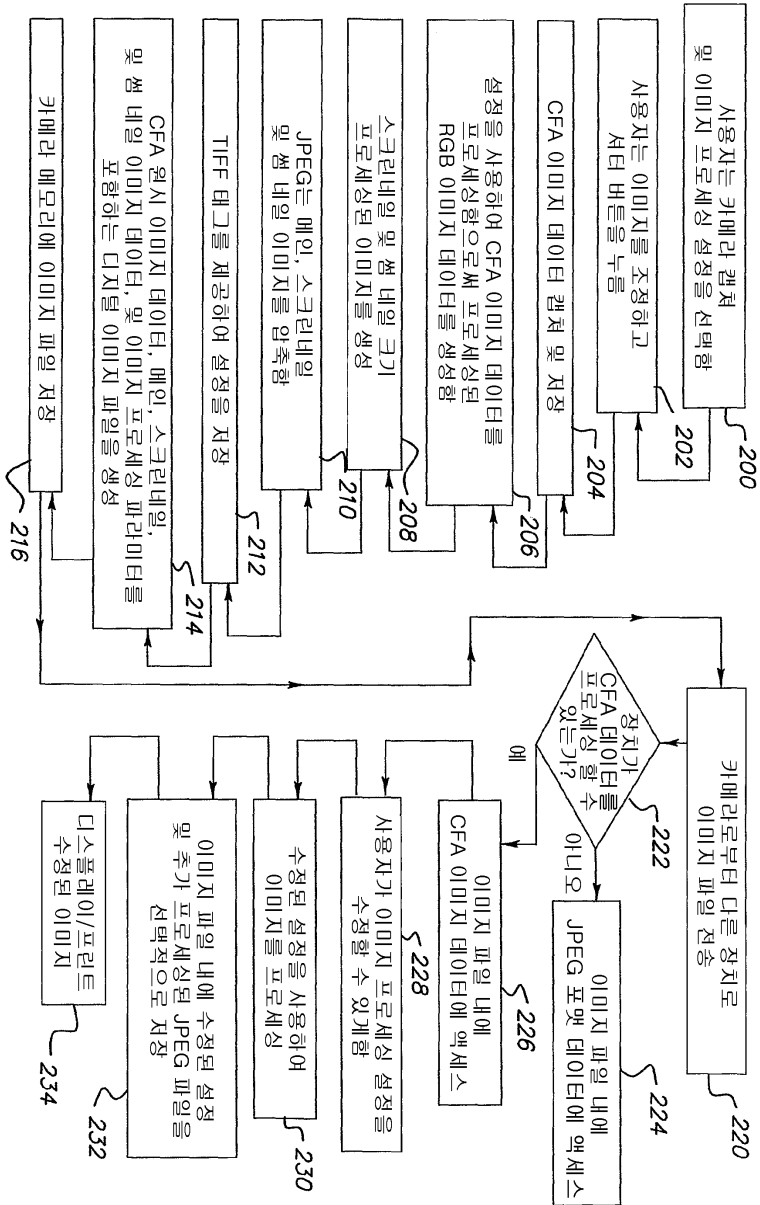 사용자는 카메라 캡쳐
및 이미지 프로세싱 설정을 선택함
200
사용자는 이미지를 조정하고
셔터 버튼을 누름
202
CFA 이미지 데이터 캡쳐 및 저장
204
설정을 사용하여 CFA 이미지 데이터를
프로세싱함으로써 프로세싱된
RGB 이미지 데이터를 생성함
206
스크린네일 및 썸 네일 크기
프로세싱된 이미지를 생성
208
JPEG는 메인, 스크린네일
및 썸 네일 이미지를 압축함
210
TIFF 태그를 제공하여 설정을 저장
212
CFA 원시 이미지 데이터, 메인, 스크린네일,
및 썸 네일 이미지 데이터, 및 이미지 프로세싱 파라미터를
포함하는 디지털 이미지 파일을 생성
214
카메라 메모리에 이미지 파일 저장
216
카메라로부터 다른 장치로
이미지 파일 전송
220
장치가
CFA 데이터를
프로세싱 할 수
있는가?
222
예
아니오
이미지 파일 내에
JPEG 포맷 데이터에 액세스
224
이미지 파일 내에
CFA 이미지 데이터에 액세스
226
사용자가 이미지 프로세싱 설정을
수정할 수 있게함
228
수정된 설정을 사용하여
이미지를 프로세싱
230
이미지 파일 내에 수정된 설정
및 추가 프로세싱된 JPEG 파일을
선택적으로 저장
232
디스플레이/프린트
수정된 이미지
234